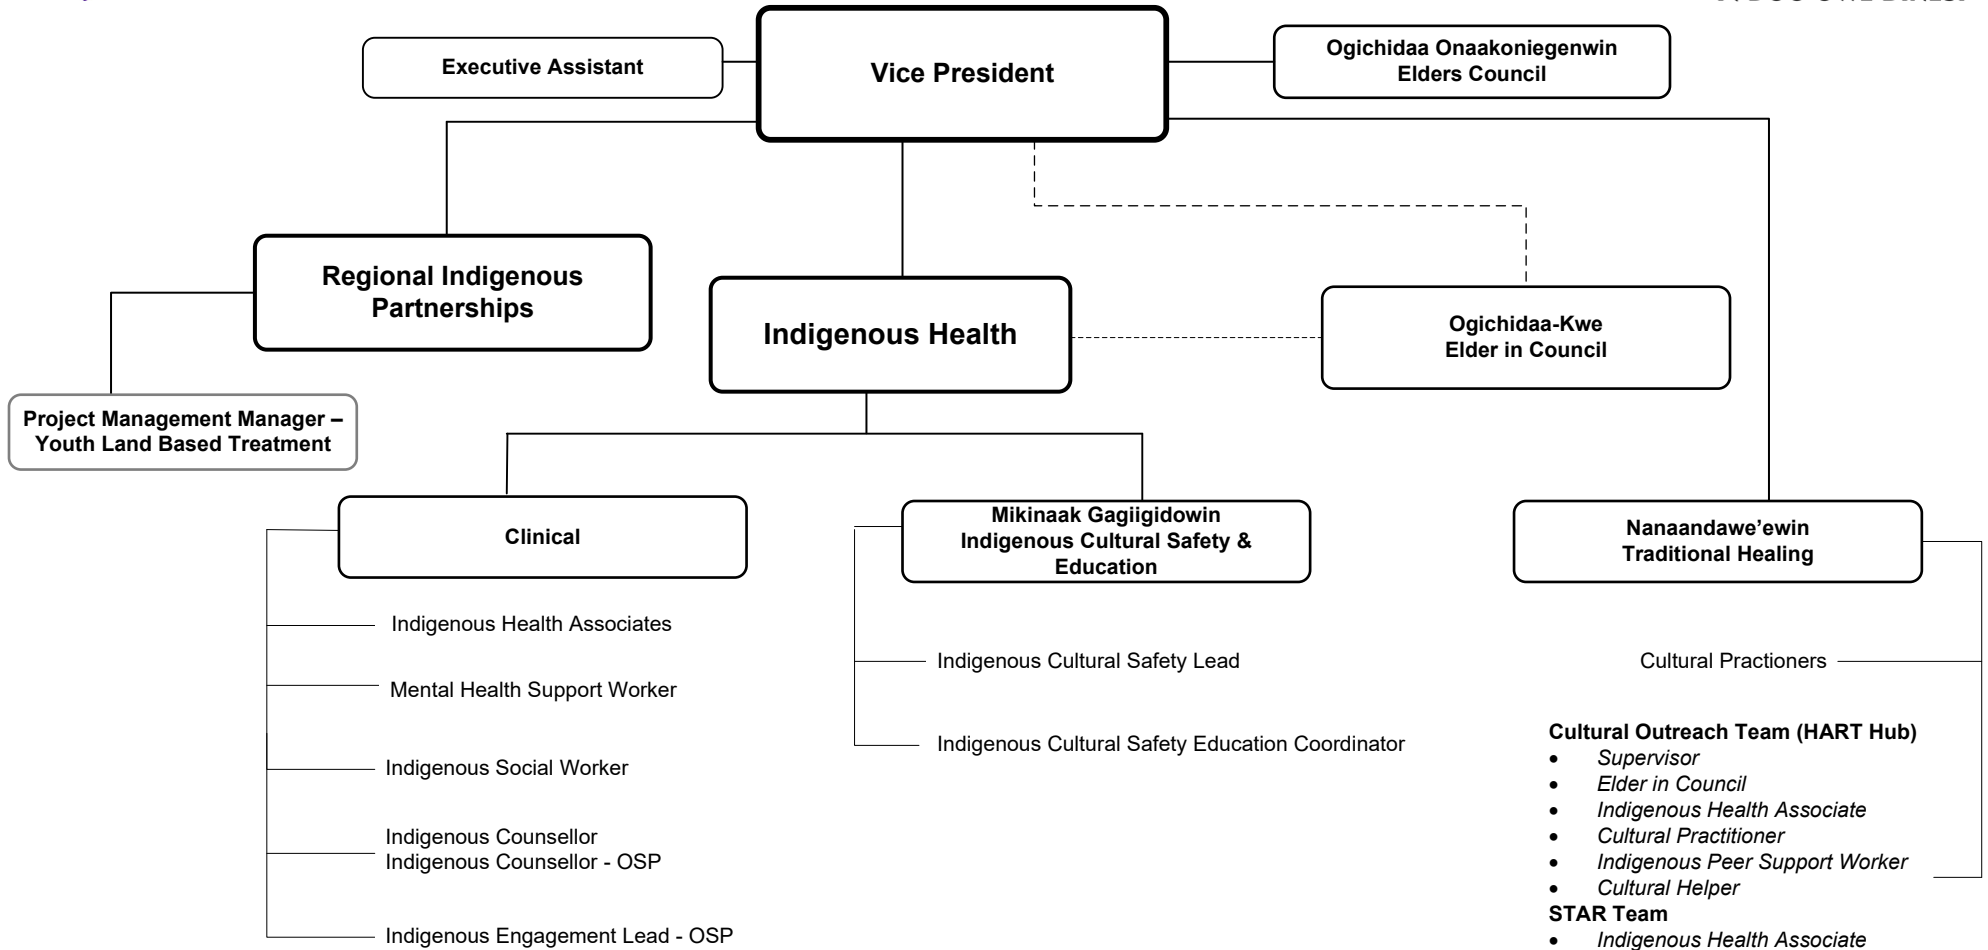 Executive Assistant
Vice President
Ogichidaa Onaakoniegenwin
Elders Council
Regional Indigenous
Partnerships
Indigenous Health
Ogichidaa-Kwe
Elder in Council
Project Management Manager –
Youth Land Based Treatment
Clinical
Mikinaak Gagiigidowin
Indigenous Cultural Safety &
Education
Nanaandawe’ewin
Traditional Healing
Indigenous Health Associates
Mental Health Support Worker
Indigenous Social Worker
Indigenous Counsellor
Indigenous Counsellor - OSP
Indigenous Engagement Lead - OSP
Indigenous Cultural Safety Lead
Indigenous Cultural Safety Education Coordinator
Cultural Practioners
Cultural Outreach Team (HART Hub)
• Supervisor
• Elder in Council
• Indigenous Health Associate
• Cultural Practitioner
• Indigenous Peer Support Worker
• Cultural Helper
STAR Team
• Indigenous Health Associate